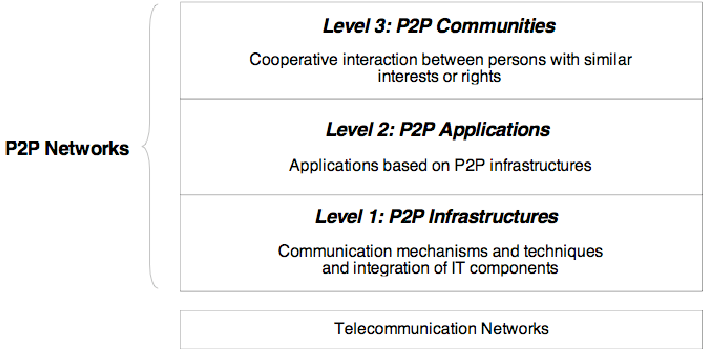 Level 3: P2P Communities
Cooperative interaction between persons with similar
interests or rights
Level 2: P2P Applications
P2P Networks
Applications based on P2P infrastructures
Level 1: P2P Infrastructures
Communication mechanisms and techniques
and integration of IT components
Telecommunication Networks